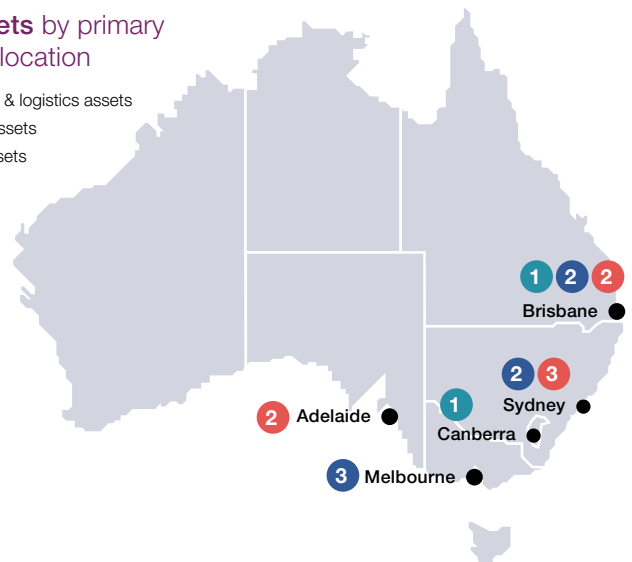 ets by primary
location
& logistics assets
ssets
sets
1 2 2
Brisbane
2 3
Sydney
1
Canberra
2 Adelaide
3 Melbourne